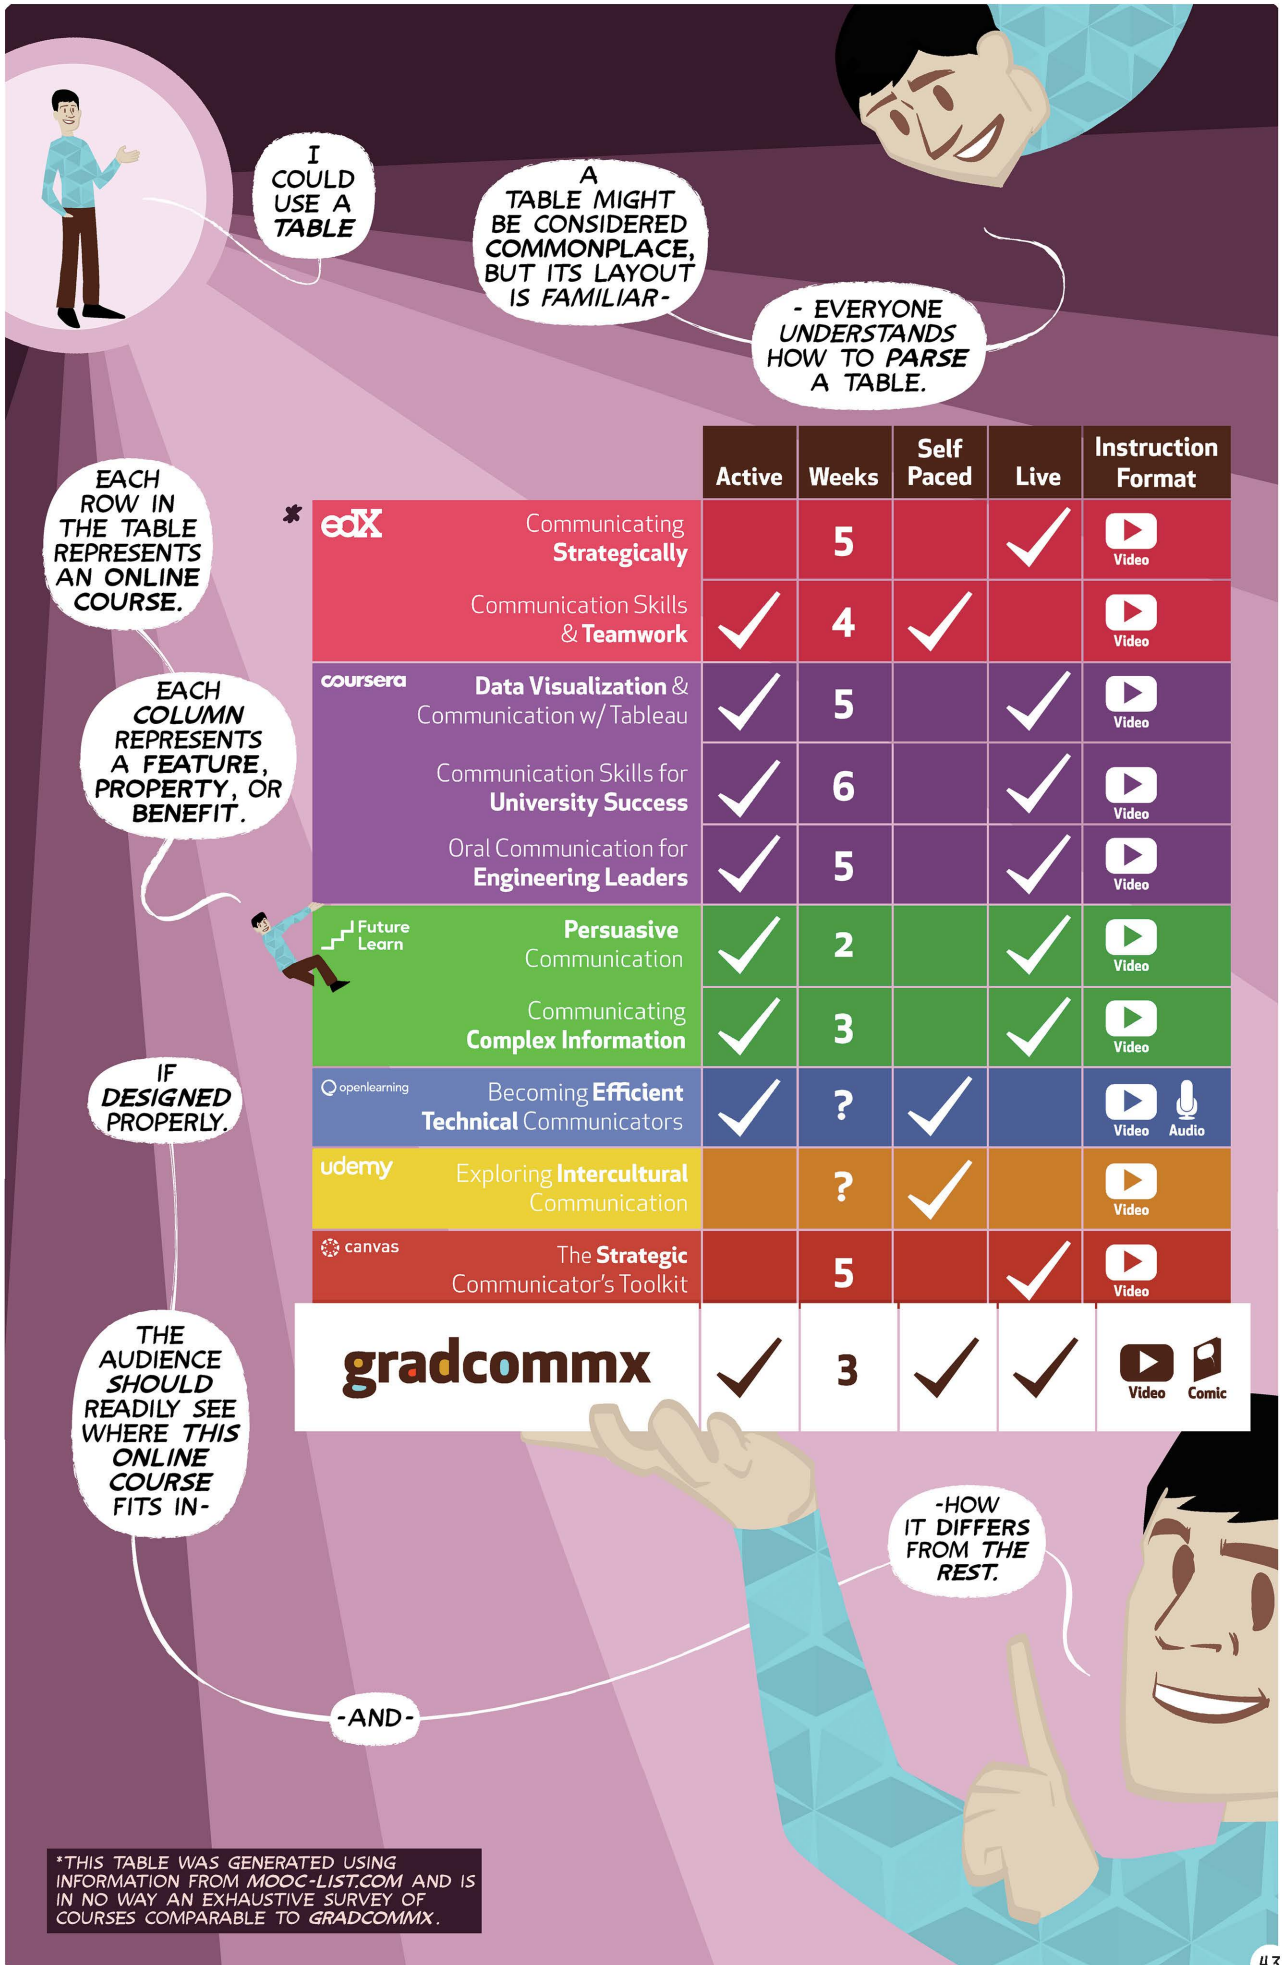 I
COULD
USE A
TABLE
A
TABLE MIGHT
BE CONSIDERED
COMMONPLACE,
BUT ITS LAYOUT
IS FAMILIAR-
- EVERYONE
UNDERSTANDS
HOW TO PARSE
A TABLE.
EACH
ROW IN
THE TABLE
REPRESENTS
AN ONLINE
COURSE.
EACH
COLUMN
REPRESENTS
A FEATURE,
PROPERTY, OR
BENEFIT.
Active Weeks Self Paced Live Instruction Format
*
edX Communicating
Strategically 5 ✓ Video
Communication Skills
& Teamwork ✓ 4 ✓ Video
coursera Data Visualization &
Communication w/ Tableau ✓ 5 ✓ Video
Communication Skills for
University Success ✓ 6 ✓ Video
Oral Communication for
Engineering Leaders ✓ 5 ✓ Video
Future
Learn
Persuasive
Communication ✓ 2 ✓ Video
Communicating
Complex Information ✓ 3 ✓ Video
openlearning Becoming Efficient
Technical Communicators ✓ ? ✓ Video Audio
udemy Exploring Intercultural
Communication ? ✓ Video
canvas The Strategic
Communicator's Toolkit 5 ✓ Video
gradcommx ✓ 3 ✓ ✓ Video Comic
IF
DESIGNED
PROPERLY.
THE
AUDIENCE
SHOULD
READILY SEE
WHERE THIS
ONLINE
COURSE
FITS IN-
-AND-
-HOW
IT DIFFERS
FROM THE
REST.
*THIS TABLE WAS GENERATED USING
INFORMATION FROM MOOC-LIST.COM AND IS
IN NO WAY AN EXHAUSTIVE SURVEY OF
COURSES COMPARABLE TO GRADCOMMX.
43